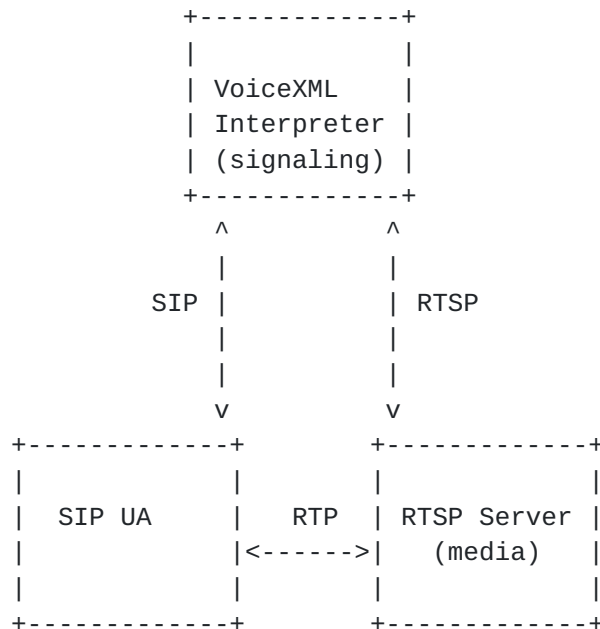 VoiceXML
Interpreter
(signaling)
SIP RTSP
SIP UA RTP RTSP Server
(media)